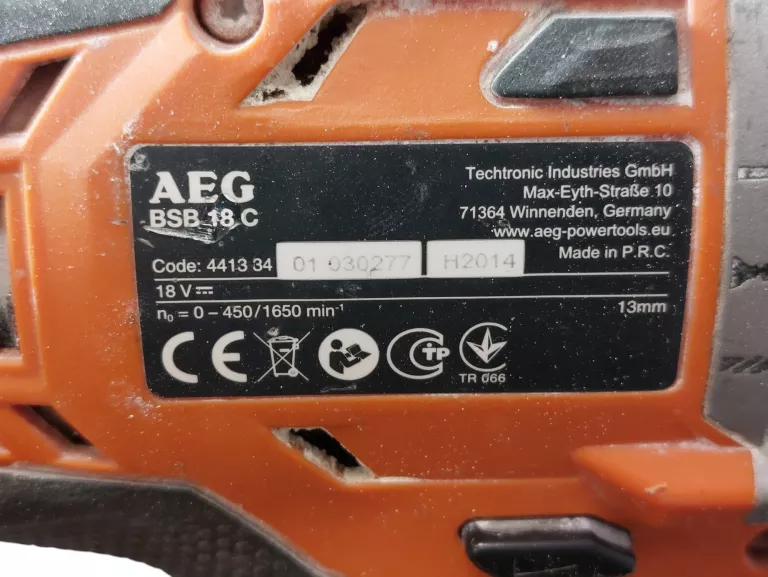 AEG
BSB 18 C
Techtronic Industries GmbH
Max-Eyth-Straße 10
71364 Winnenden, Germany
www.aeg-powertools.eu
Made in P.R.C.
Code: 4413 34 01 030277 H2014
18 V
n₀ = 0 – 450/1650 min⁻¹
13mm
CE
CTP
TR 066